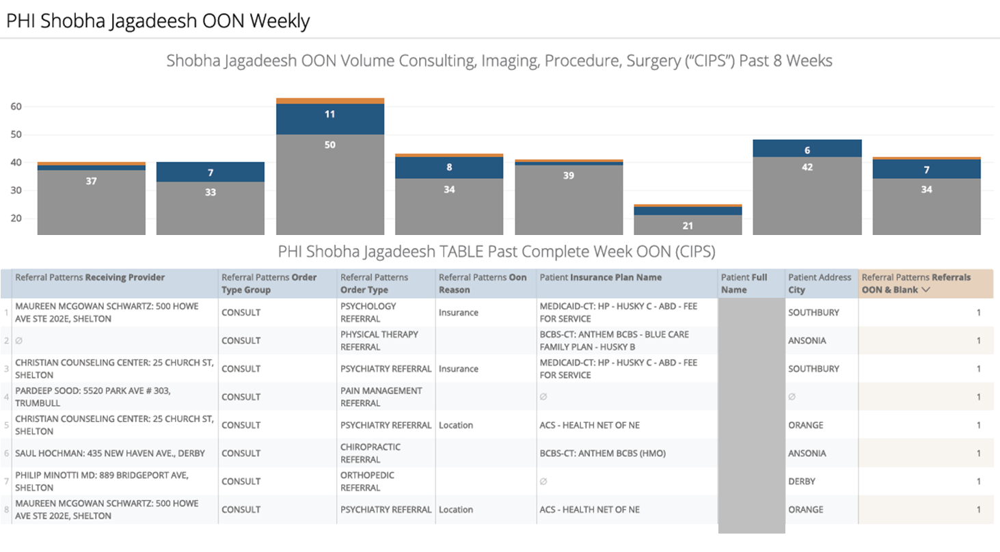 PHI Shobha Jagadeesh OON Weekly
Shobha Jagadeesh OON Volume Consulting, Imaging, Procedure, Surgery (“CIPS”) Past 8 Weeks
60
50
40
30
20
37
7
33
11
50
8
34
39
21
6
42
7
34
PHI Shobha Jagadeesh TABLE Past Complete Week OON (CIPS)
Referral Patterns Receiving Provider
Referral Patterns Order
Type Group
Referral Patterns
Order Type
Referral Patterns Oon
Reason
Patient Insurance Plan Name
Patient Full
Name
Patient Address
City
Referral Patterns Referrals
OON & Blank
1
MAUREEN MCGOWAN SCHWARTZ: 500 HOWE
AVE STE 202E, SHELTON
CONSULT
PSYCHOLOGY
REFERRAL
Insurance
MEDICAID-CT: HP - HUSKY C - ABD - FEE
FOR SERVICE
SOUTHBURY
1
2
Ø
CONSULT
PHYSICAL THERAPY
REFERRAL
BCBS-CT: ANTHEM BCBS - BLUE CARE
FAMILY PLAN - HUSKY B
ANSONIA
1
3
CHRISTIAN COUNSELING CENTER: 25 CHURCH ST,
SHELTON
CONSULT
PSYCHIATRY REFERRAL
Insurance
MEDICAID-CT: HP - HUSKY C - ABD - FEE
FOR SERVICE
SOUTHBURY
1
4
PARDEEP SOOD: 5520 PARK AVE # 303,
TRUMBULL
CONSULT
PAIN MANAGEMENT
REFERRAL
Ø
Ø
1
5
CHRISTIAN COUNSELING CENTER: 25 CHURCH ST,
SHELTON
CONSULT
PSYCHIATRY REFERRAL
Location
ACS - HEALTH NET OF NE
ORANGE
1
6
SAUL HOCHMAN: 435 NEW HAVEN AVE., DERBY
CONSULT
CHIROPRACTIC
REFERRAL
BCBS-CT: ANTHEM BCBS (HMO)
ANSONIA
1
7
PHILIP MINOTTI MD: 889 BRIDGEPORT AVE,
SHELTON
CONSULT
ORTHOPEDIC
REFERRAL
Ø
DERBY
1
8
MAUREEN MCGOWAN SCHWARTZ: 500 HOWE
AVE STE 202E, SHELTON
CONSULT
PSYCHIATRY REFERRAL
Location
ACS - HEALTH NET OF NE
ORANGE
1